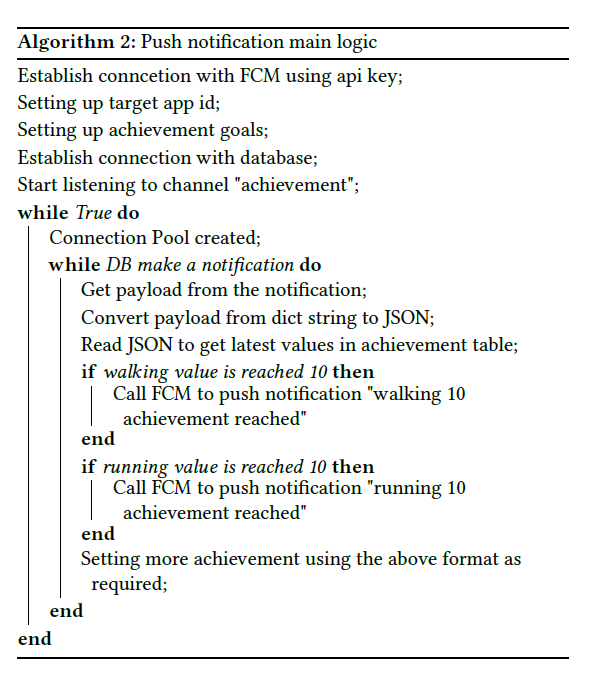 Algorithm 2: Push notification main logic
Establish conncetion with FCM using api key;
Setting up target app id;
Setting up achievement goals;
Establish connection with database;
Start listening to channel "achievement";
while True do
Connection Pool created;
while DB make a notification do
Get payload from the notification;
Convert payload from dict string to JSON;
Read JSON to get latest values in achievement table;
if walking value is reached 10 then
Call FCM to push notification "walking 10
achievement reached"
end
if running value is reached 10 then
Call FCM to push notification "running 10
achievement reached"
end
Setting more achievement using the above format as
required;
end
end